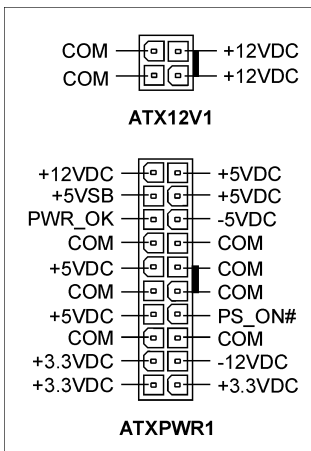 COM +12VDC
COM +12VDC
ATX12V1
+12VDC +5VDC
+5VSB +5VDC
PWR_OK -5VDC
COM COM
+5VDC COM
COM COM
+5VDC PS_ON#
COM COM
+3.3VDC -12VDC
+3.3VDC +3.3VDC
ATXPWR1